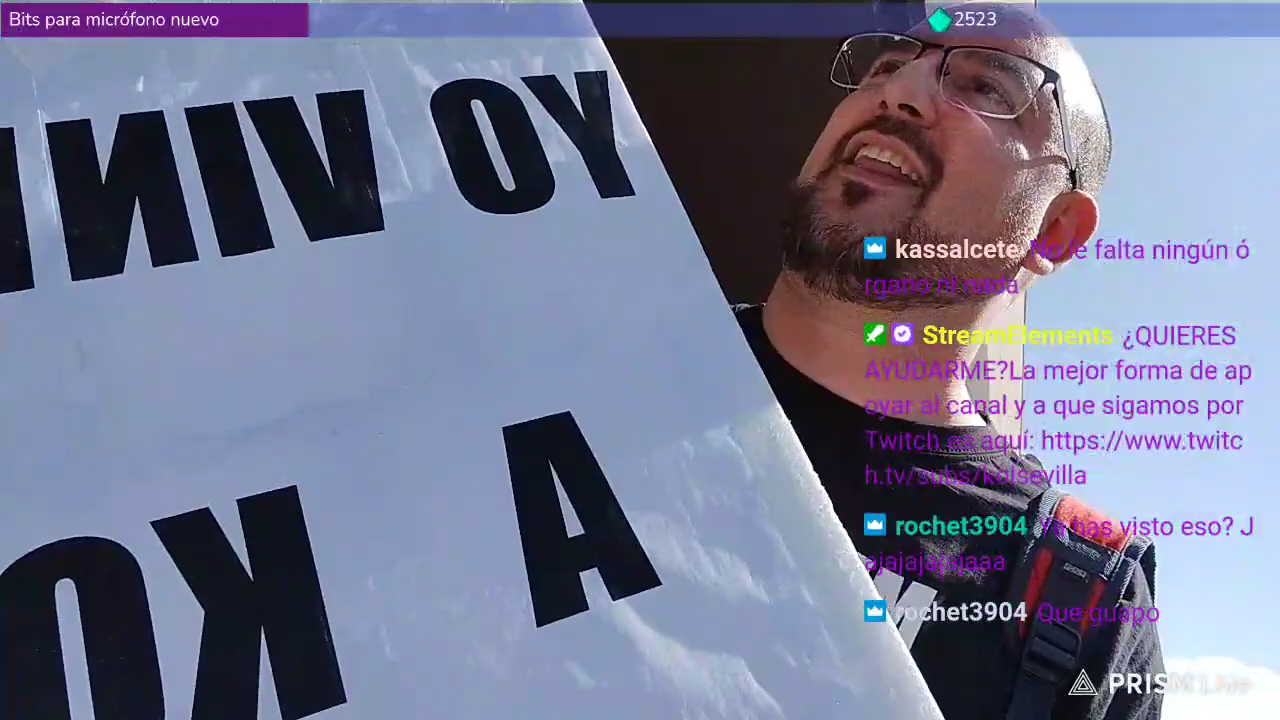 Bits para micrófono nuevo
2523
YO VINI
A
KO
kassalcete No le falta ningún ó
rgano ni nada
StreamElements ¿QUIERES
AYUDARME?La mejor forma de ap
oyar al canal y a que sigamos por
Twitch es aquí: https://www.twitc
h.tv/subs/koisevilla
rochet3904 Ya has visto eso? J
ajajajajajaaa
rochet3904 Que guapo
PRISM Live